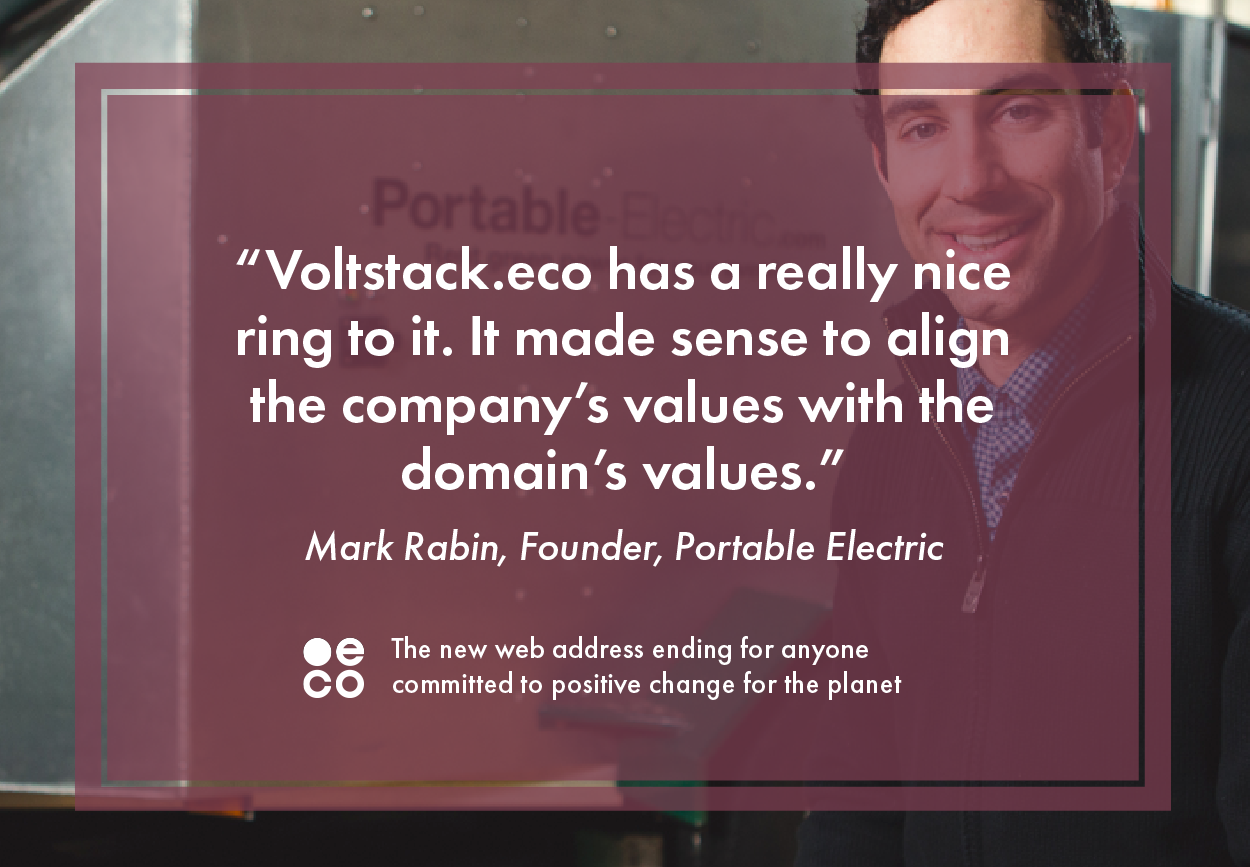 Portable-Electric.com
“Voltstack.eco has a really nice
ring to it. It made sense to align
the company’s values with the
domain’s values.”
Mark Rabin, Founder, Portable Electric
eco
The new web address ending for anyone
committed to positive change for the planet